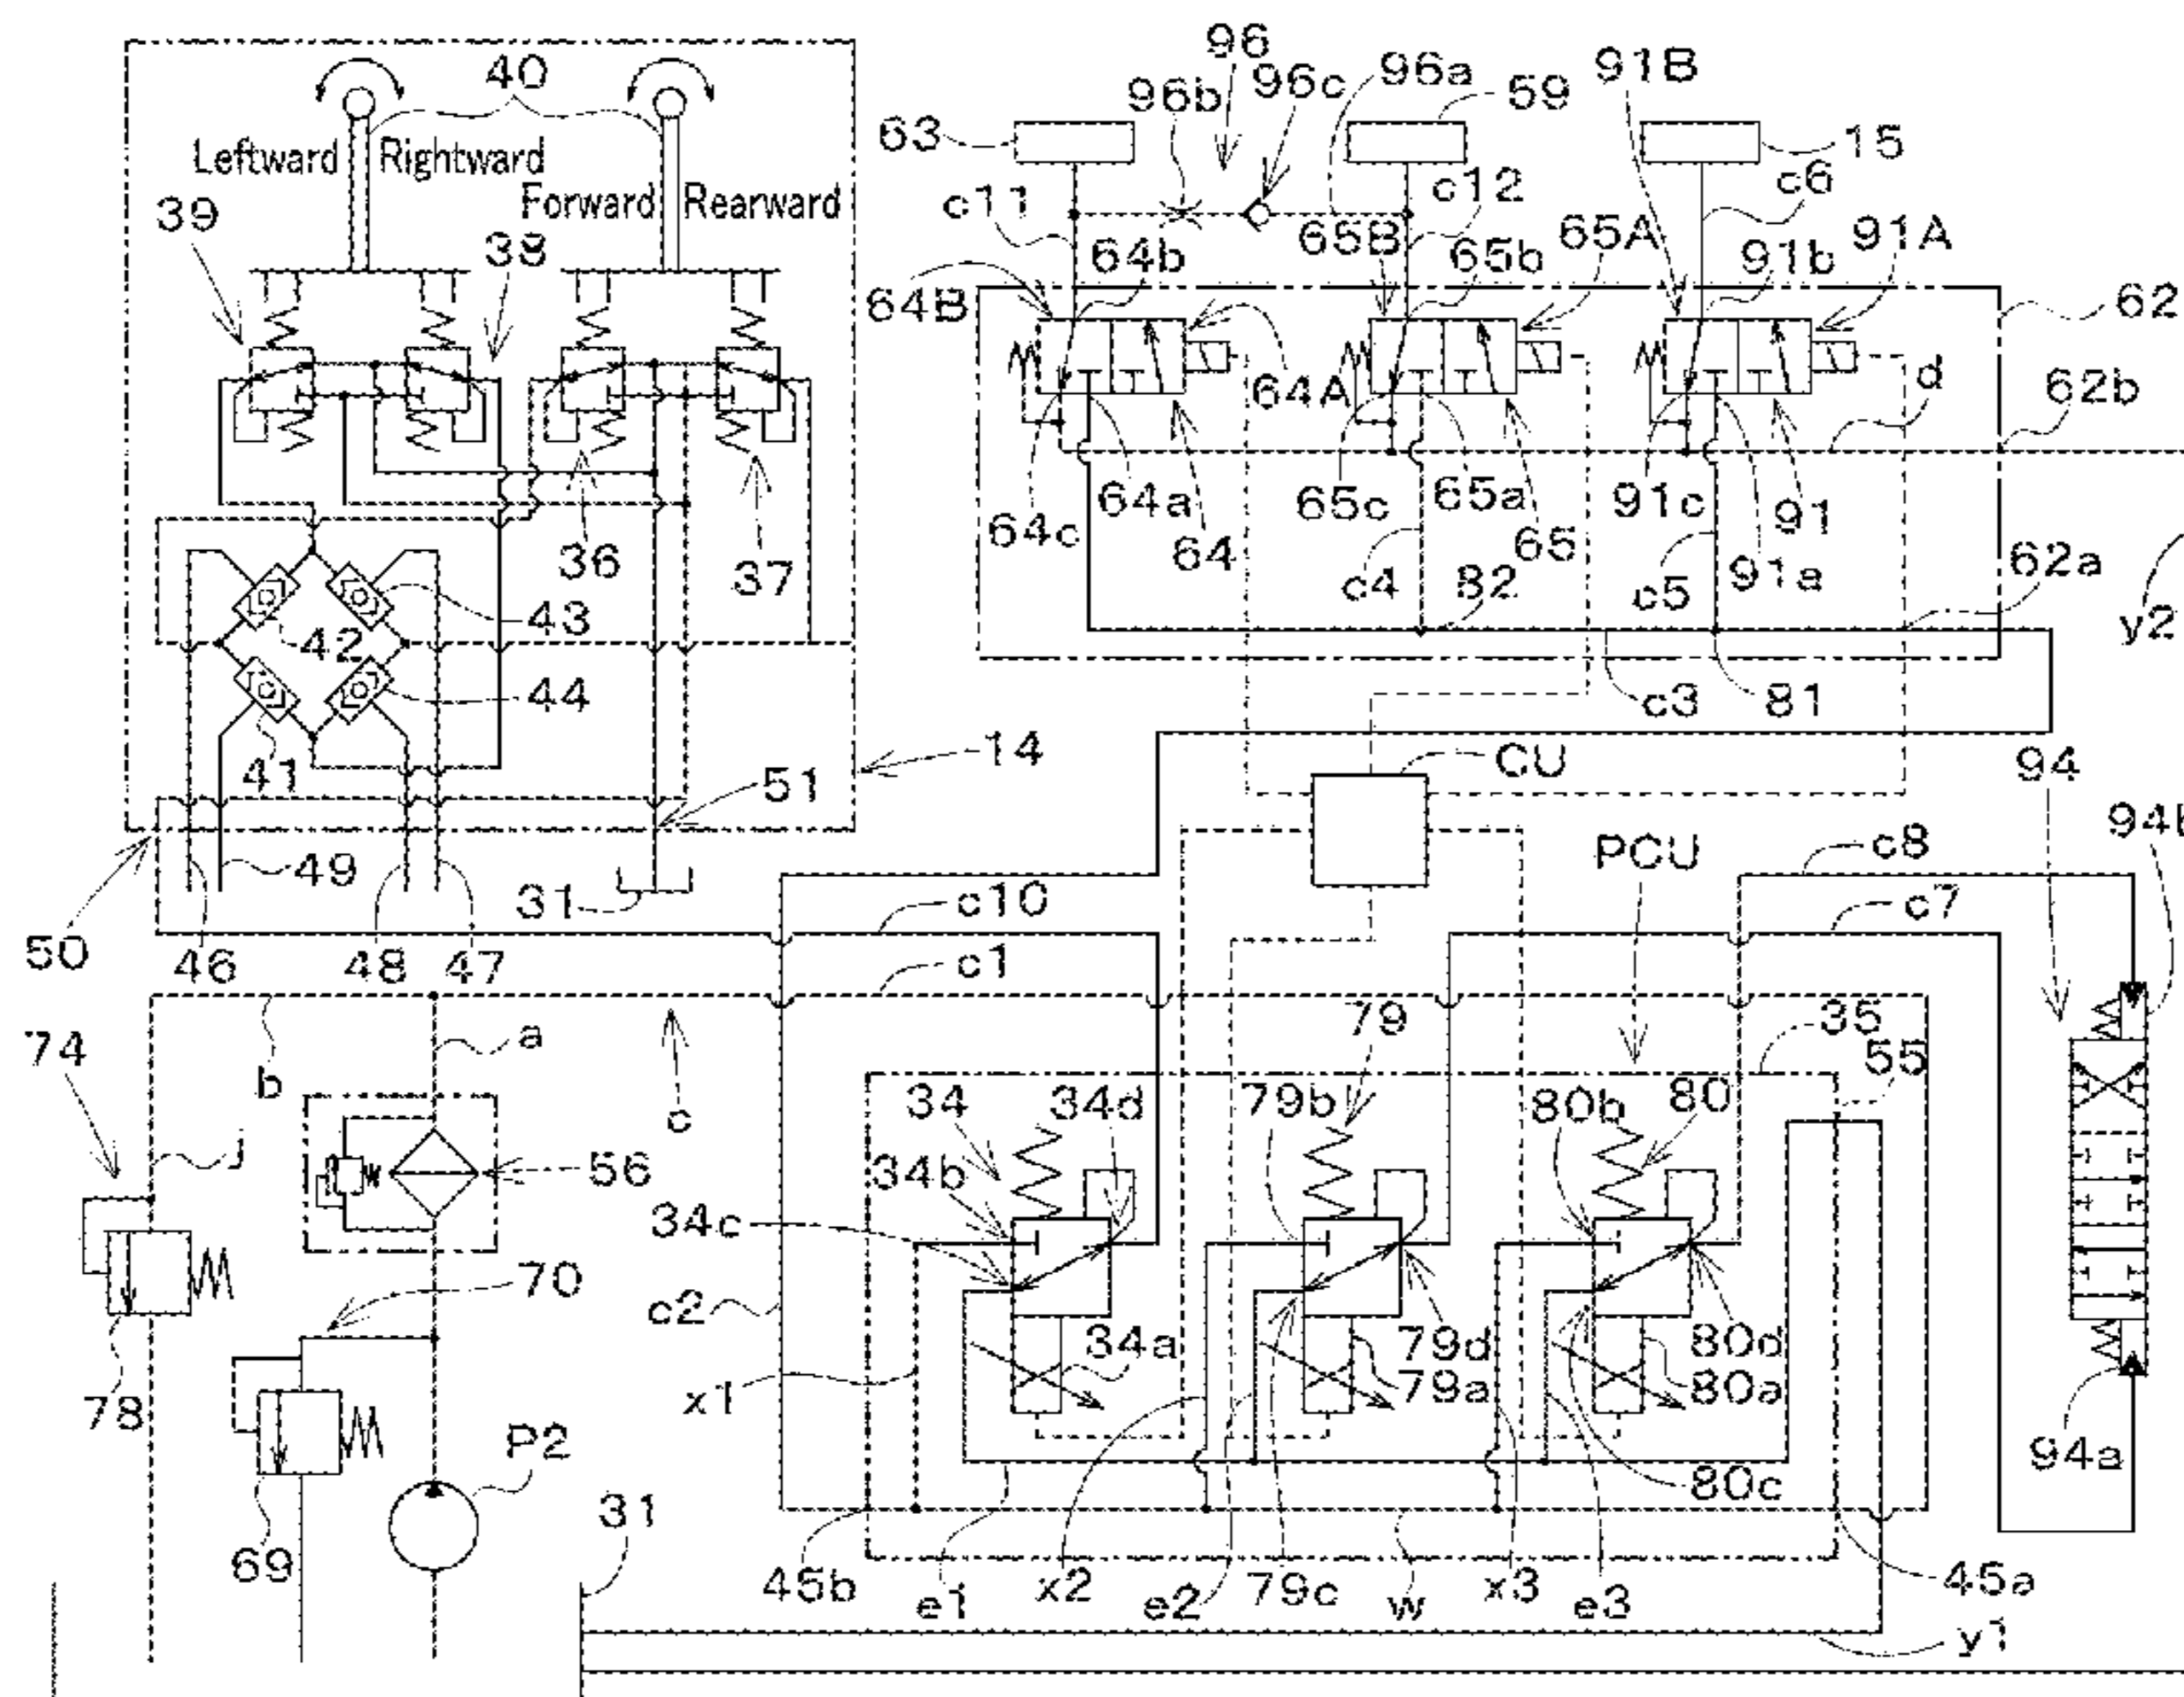 96
40
96b
96c
96a
91B
59
63
15
Leftward
Rightward
c6
39
Forward
Rearward
c11
c12
38
65B
65A
64b
65b
91b
91A
64B
62
64A
d
62b
64c
64a
65c
65a
91c
91
36
37
64
65
62a
c4
82
c5
91a
43
42
y2
44
c3
81
14
41
51
CU
94
94b
49
PCU
c8
31
c10
c7
50
46
48
47
c1
74
a
79
35
55
b
c
34
34d
79b
80b
80
j
34b
56
34c
70
c2
34a
79d
80d
78
x1
79a
80a
P2
94a
80c
31
69
45b
e1
x2
e2
79c
w
x3
e3
45a
y1